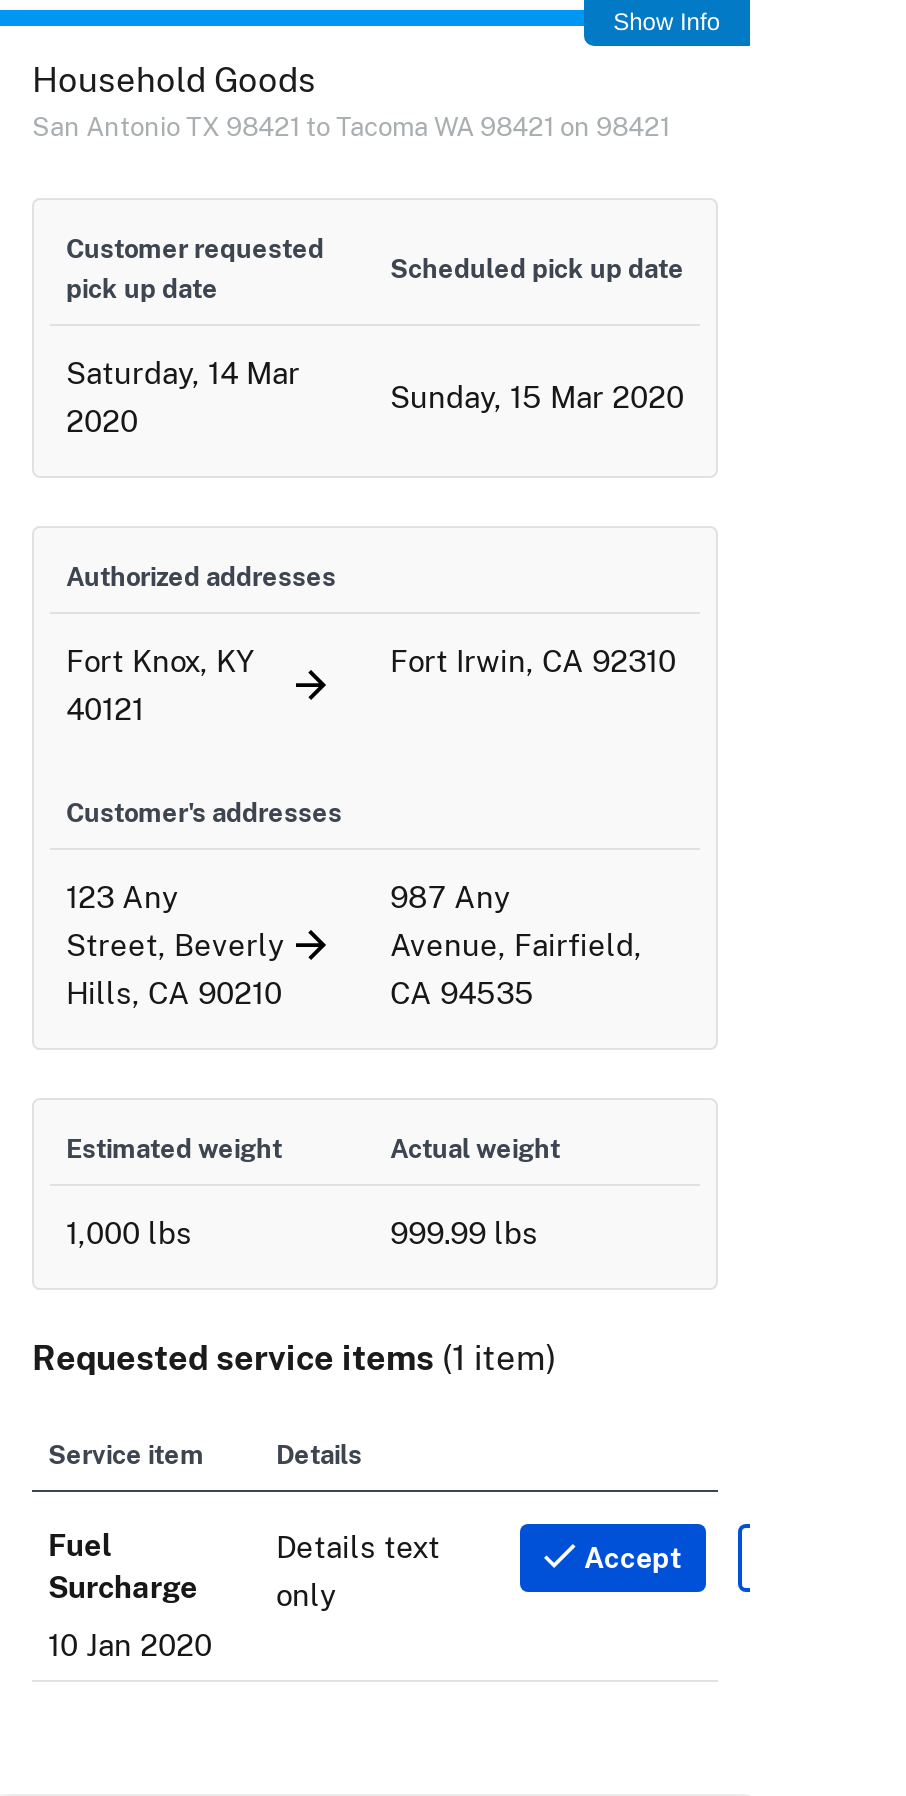 Show Info
Household Goods
San Antonio TX 98421 to Tacoma WA 98421 on 98421
Customer requested
pick up date
Scheduled pick up date
Saturday, 14 Mar
2020
Sunday, 15 Mar 2020
Authorized addresses
Fort Knox, KY
40121
Fort Irwin, CA 92310
Customer's addresses
123 Any
Street, Beverly
Hills, CA 90210
987 Any
Avenue, Fairfield,
CA 94535
Estimated weight
Actual weight
1,000 lbs
999.99 lbs
Requested service items (1 item)
Service item
Details
Fuel
Surcharge
10 Jan 2020
Details text
only
Accept